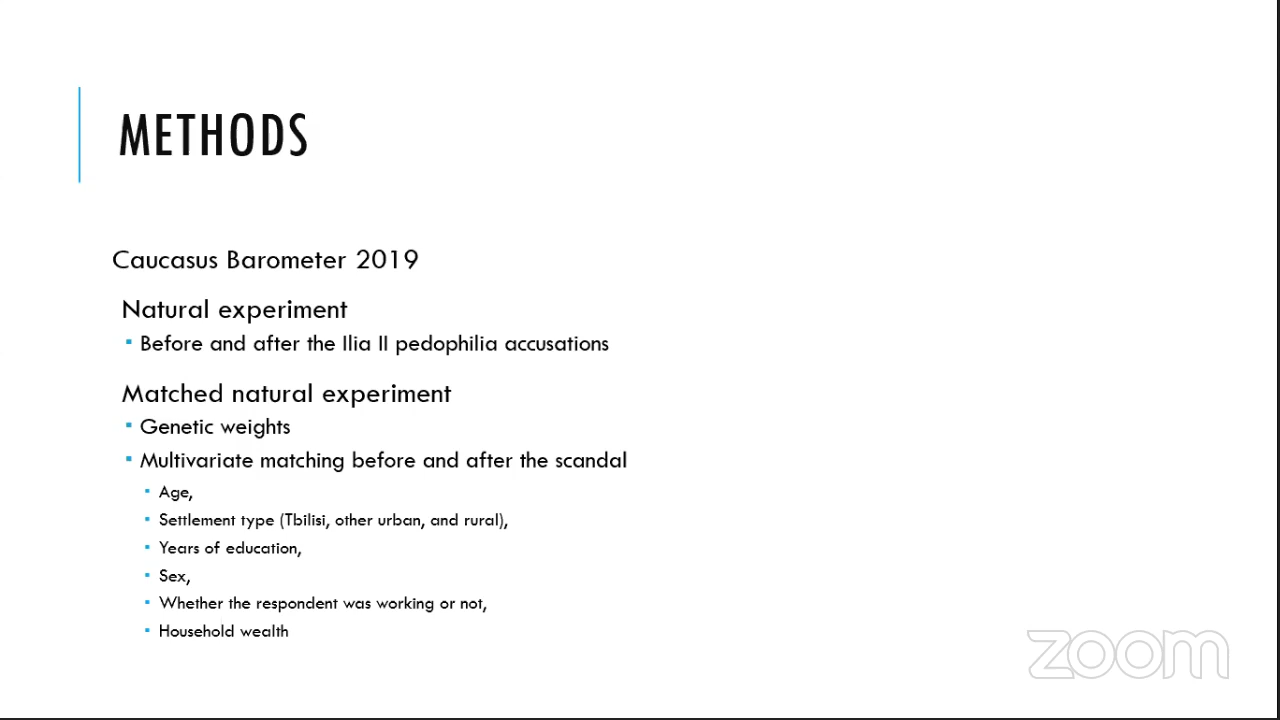 METHODS
Caucasus Barometer 2019
Natural experiment
▪ Before and after the Ilia II pedophilia accusations
Matched natural experiment
▪ Genetic weights
▪ Multivariate matching before and after the scandal
▪ Age,
▪ Settlement type (Tbilisi, other urban, and rural),
▪ Years of education,
▪ Sex,
▪ Whether the respondent was working or not,
▪ Household wealth
zoom